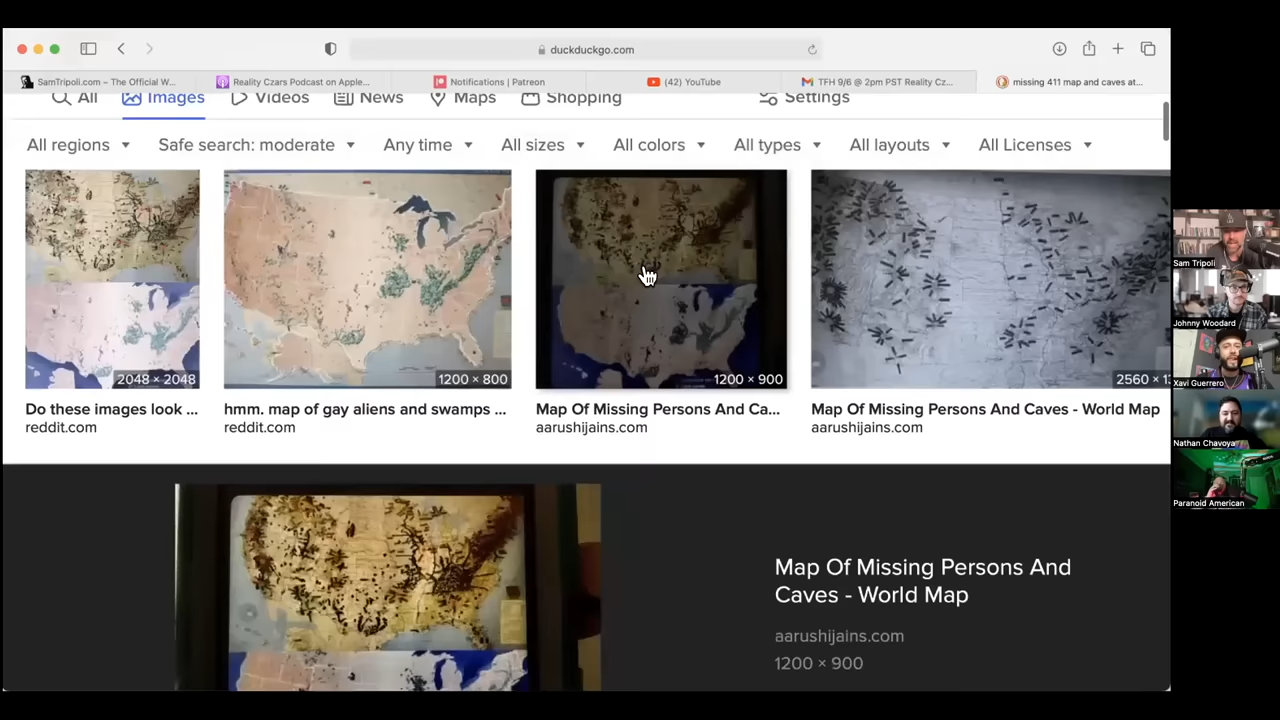 duckduckgo.com
SamTripoli.com – The Official W...
Reality Czars Podcast on Apple...
Notifications | Patreon
(42) YouTube
TFH 9/6 @ 2pm PST Reality Cz...
missing 411 map and caves at...
All
Images
Videos
News
Maps
Shopping
Settings
All regions
Safe search: moderate
Any time
All sizes
All colors
All types
All layouts
All Licenses
2048 × 2048
1200 × 800
1200 × 900
2560 × 1
Do these images look ...
hmm. map of gay aliens and swamps ...
Map Of Missing Persons And Ca...
Map Of Missing Persons And Caves - World Map
reddit.com
reddit.com
aarushijains.com
aarushijains.com
Map Of Missing Persons And
Caves - World Map
aarushijains.com
1200 × 900
Sam Tripoli
Johnny Woodard
Xavi Guerrero
Nathan Chavoya
Paranoid American